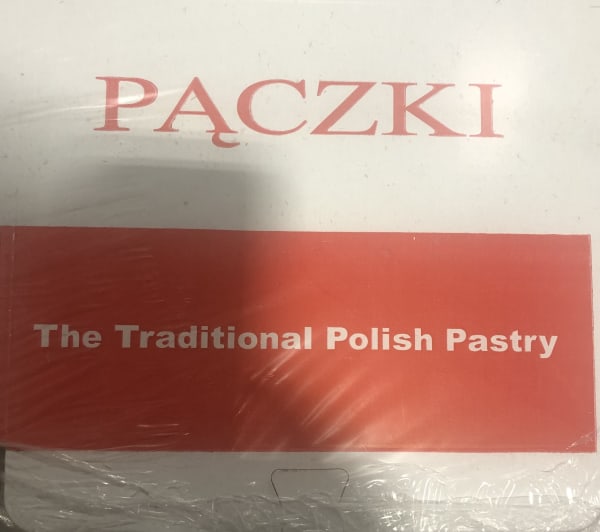 PĄCZKI
The Traditional Polish Pastry